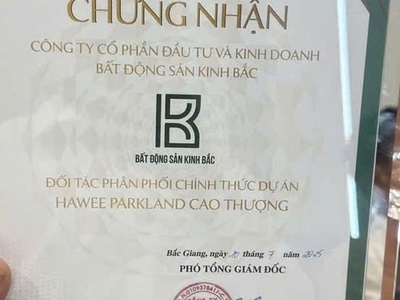 CHỨNG NHẬN
CÔNG TY CỔ PHẦN ĐẦU TƯ VÀ KINH DOANH
BẤT ĐỘNG SẢN KINH BẮC
BẤT ĐỘNG SẢN KINH BẮC
ĐỐI TÁC PHÂN PHỐI CHÍNH THỨC DỰ ÁN
HAWEE PARKLAND CAO THƯỢNG
Bắc Giang, ngày 10 tháng 7 năm 2025
PHÓ TỔNG GIÁM ĐỐC